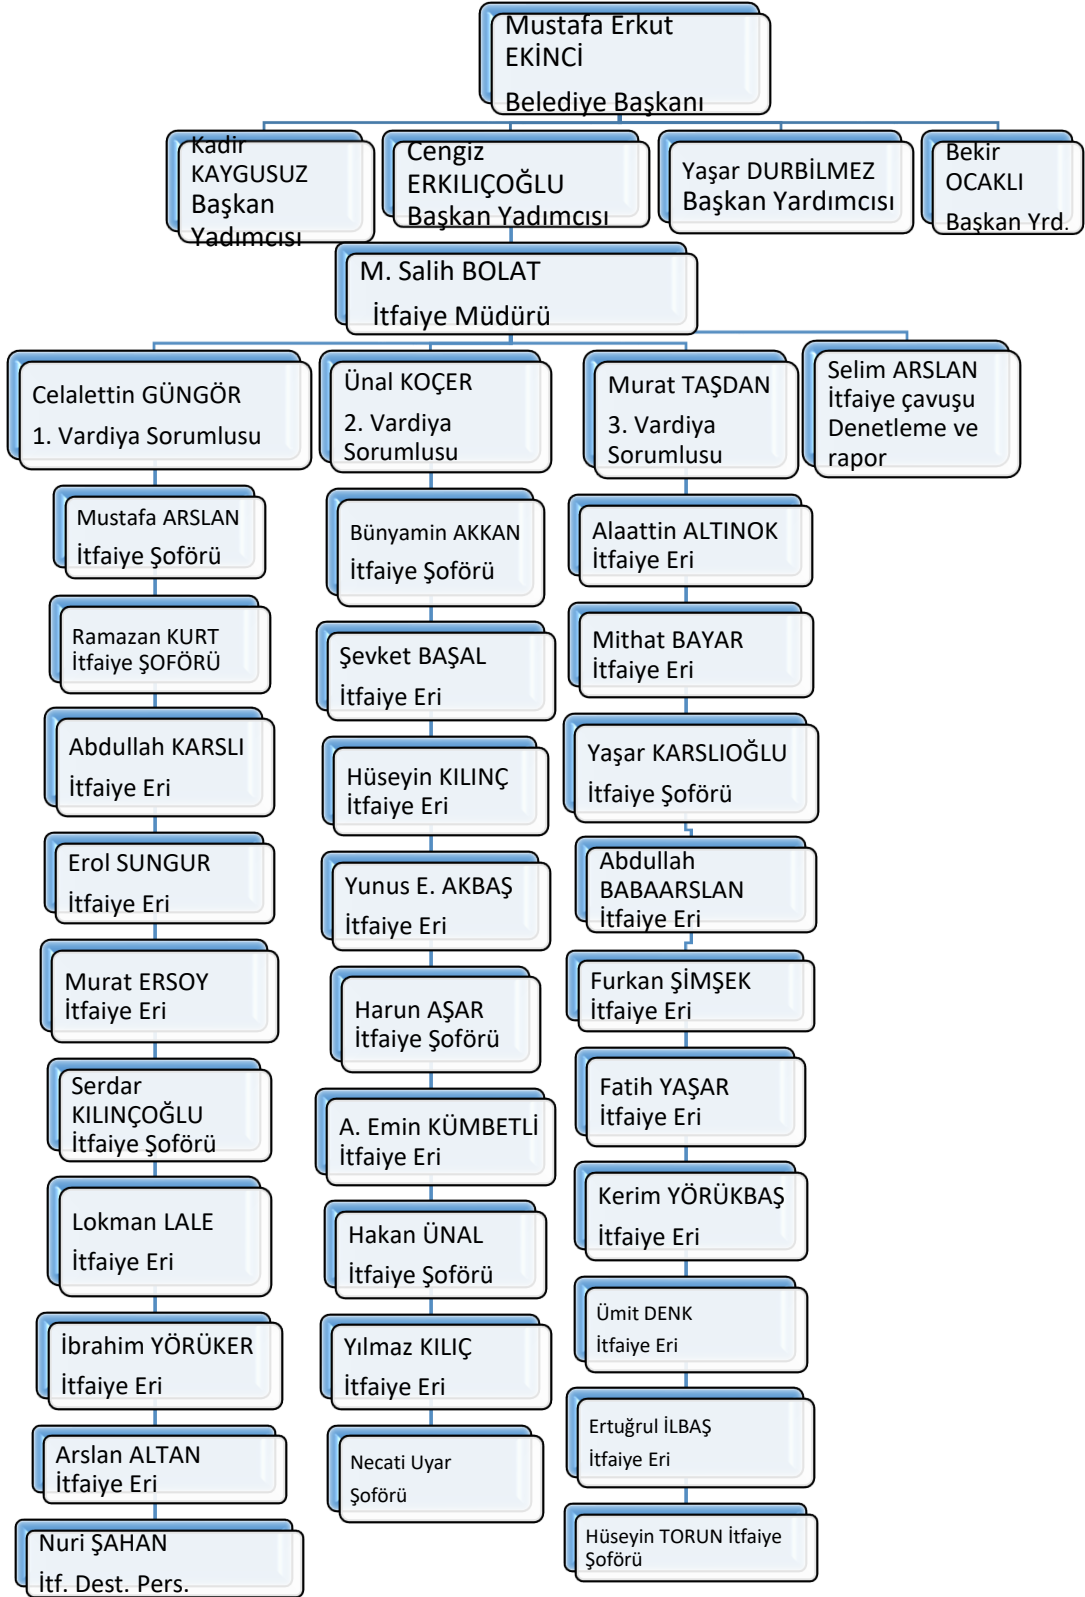 Mustafa Erkut
EKİNCİ
Belediye Başkanı
Kadir
KAYGUSUZ
Başkan
Yadımcısı
Cengiz
ERKILIÇOĞLU
Başkan Yadımcısı
Yaşar DURBİLMEZ
Başkan Yardımcısı
Bekir
OCAKLI
Başkan Yrd.
M. Salih BOLAT
İtfaiye Müdürü
Celalettin GÜNGÖR
1. Vardiya Sorumlusu
Ünal KOÇER
2. Vardiya
Sorumlusu
Murat TAŞDAN
3. Vardiya
Sorumlusu
Selim ARSLAN
İtfaiye çavuşu
Denetleme ve
rapor
Mustafa ARSLAN
İtfaiye Şoförü
Ramazan KURT
İtfaiye ŞOFÖRÜ
Abdullah KARSLI
İtfaiye Eri
Erol SUNGUR
İtfaiye Eri
Murat ERSOY
İtfaiye Eri
Serdar
KILINÇOĞLU
İtfaiye Şoförü
Lokman LALE
İtfaiye Eri
İbrahim YÖRÜKER
İtfaiye Eri
Arslan ALTAN
İtfaiye Eri
Nuri ŞAHAN
İtf. Dest. Pers.
Bünyamin AKKAN
İtfaiye Şoförü
Şevket BAŞAL
İtfaiye Eri
Hüseyin KILINÇ
İtfaiye Eri
Yunus E. AKBAŞ
İtfaiye Eri
Harun AŞAR
İtfaiye Şoförü
A. Emin KÜMBETLİ
İtfaiye Eri
Hakan ÜNAL
İtfaiye Şoförü
Yılmaz KILIÇ
İtfaiye Eri
Necati Uyar
Şoförü
Alaattin ALTINOK
İtfaiye Eri
Mithat BAYAR
İtfaiye Eri
Yaşar KARSLIOĞLU
İtfaiye Şoförü
Abdullah
BABAARSLAN
İtfaiye Eri
Furkan ŞİMŞEK
İtfaiye Eri
Fatih YAŞAR
İtfaiye Eri
Kerim YÖRÜKBAŞ
İtfaiye Eri
Ümit DENK
İtfaiye Eri
Ertuğrul İLBAŞ
İtfaiye Eri
Hüseyin TORUN İtfaiye
Şoförü